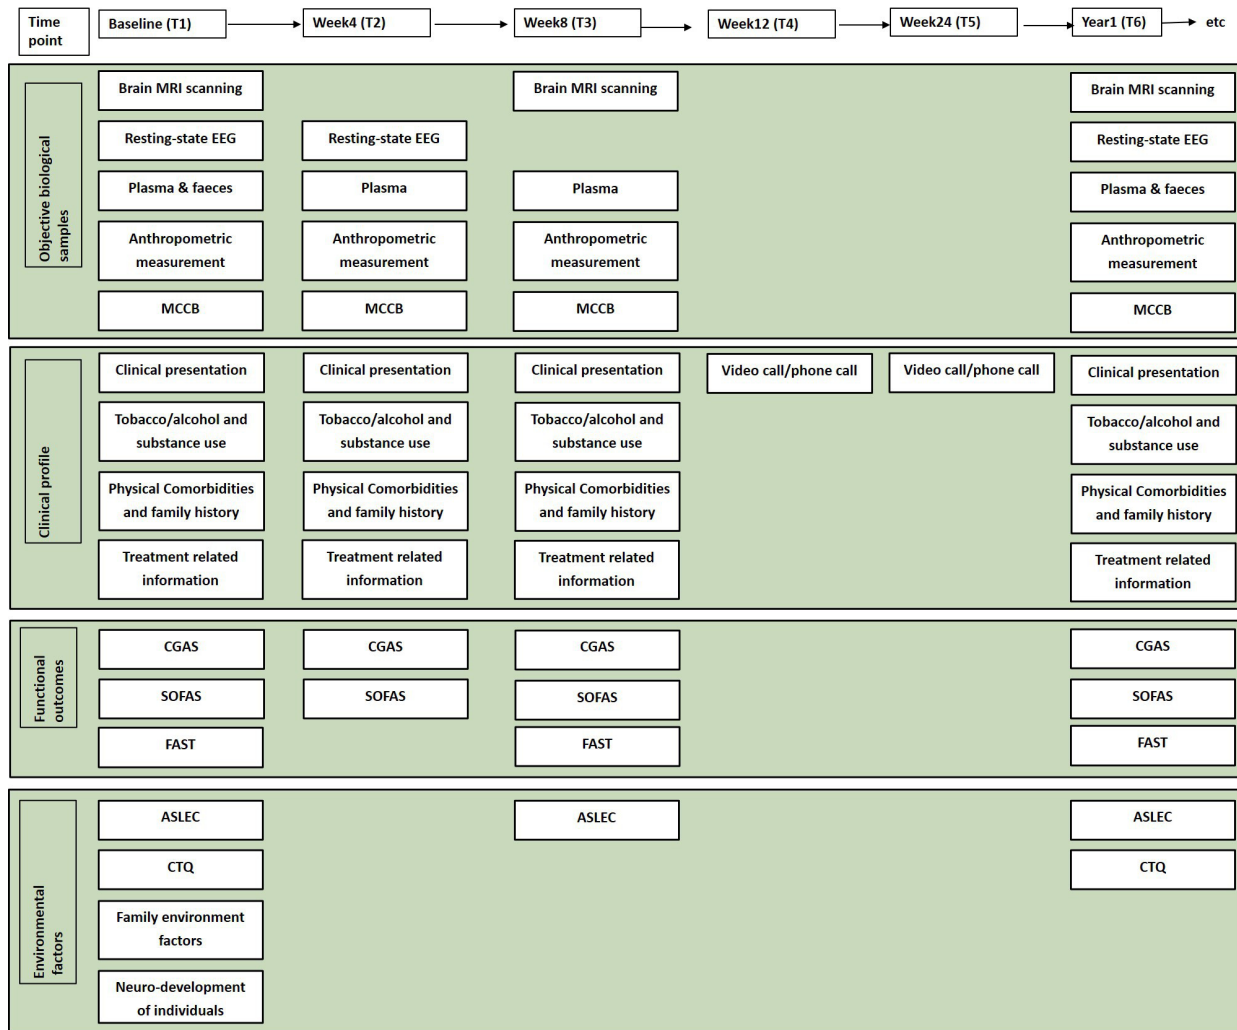 Time
point
Baseline (T1)
Week4 (T2)
Week8 (T3)
Week12 (T4)
Week24 (T5)
Year1 (T6)
etc
Objective biological
samples
Brain MRI scanning
Brain MRI scanning
Brain MRI scanning
Resting-state EEG
Resting-state EEG
Resting-state EEG
Plasma & faeces
Plasma
Plasma
Plasma & faeces
Anthropometric
measurement
Anthropometric
measurement
Anthropometric
measurement
Anthropometric
measurement
MCCB
MCCB
MCCB
MCCB
Clinical profile
Clinical presentation
Clinical presentation
Clinical presentation
Video call/phone call
Video call/phone call
Clinical presentation
Tobacco/alcohol and
substance use
Tobacco/alcohol and
substance use
Tobacco/alcohol and
substance use
Tobacco/alcohol and
substance use
Physical Comorbidities
and family history
Physical Comorbidities
and family history
Physical Comorbidities
and family history
Physical Comorbidities
and family history
Treatment related
information
Treatment related
information
Treatment related
information
Treatment related
information
Functional
outcomes
CGAS
CGAS
CGAS
CGAS
SOFAS
SOFAS
SOFAS
SOFAS
FAST
FAST
FAST
Environmental
factors
ASLEC
ASLEC
ASLEC
CTQ
CTQ
Family environment
factors
Neuro-development
of individuals